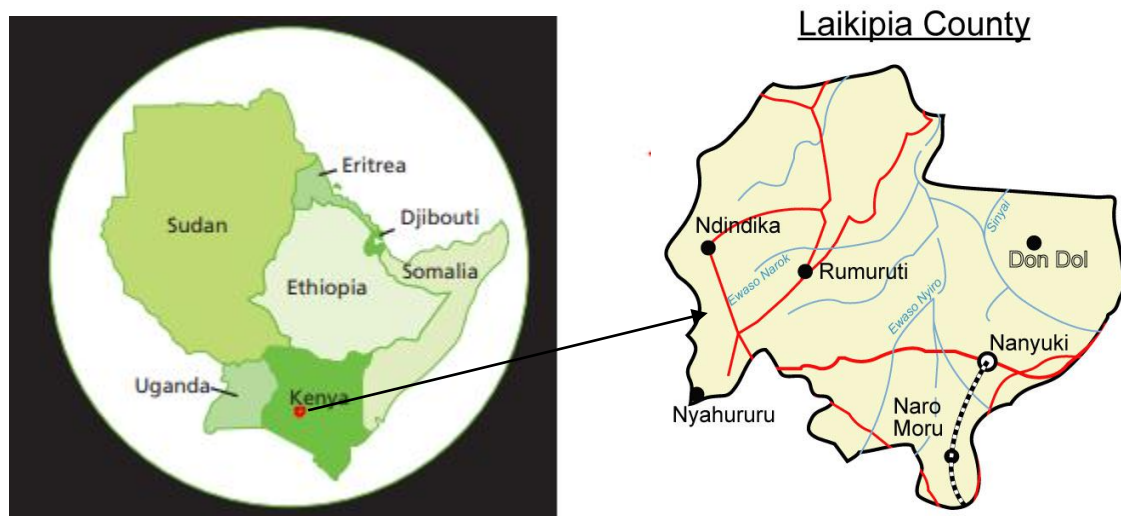 Laikipia County
Eritrea
Sudan
Djibouti
Somalia
Ethiopia
Uganda
Kenya
Ndindika
Ewaso Narok
Rumuruti
Sinyai
Don Dol
Ewaso Nyiro
Nanyuki
Nyahururu
Naro
Moru